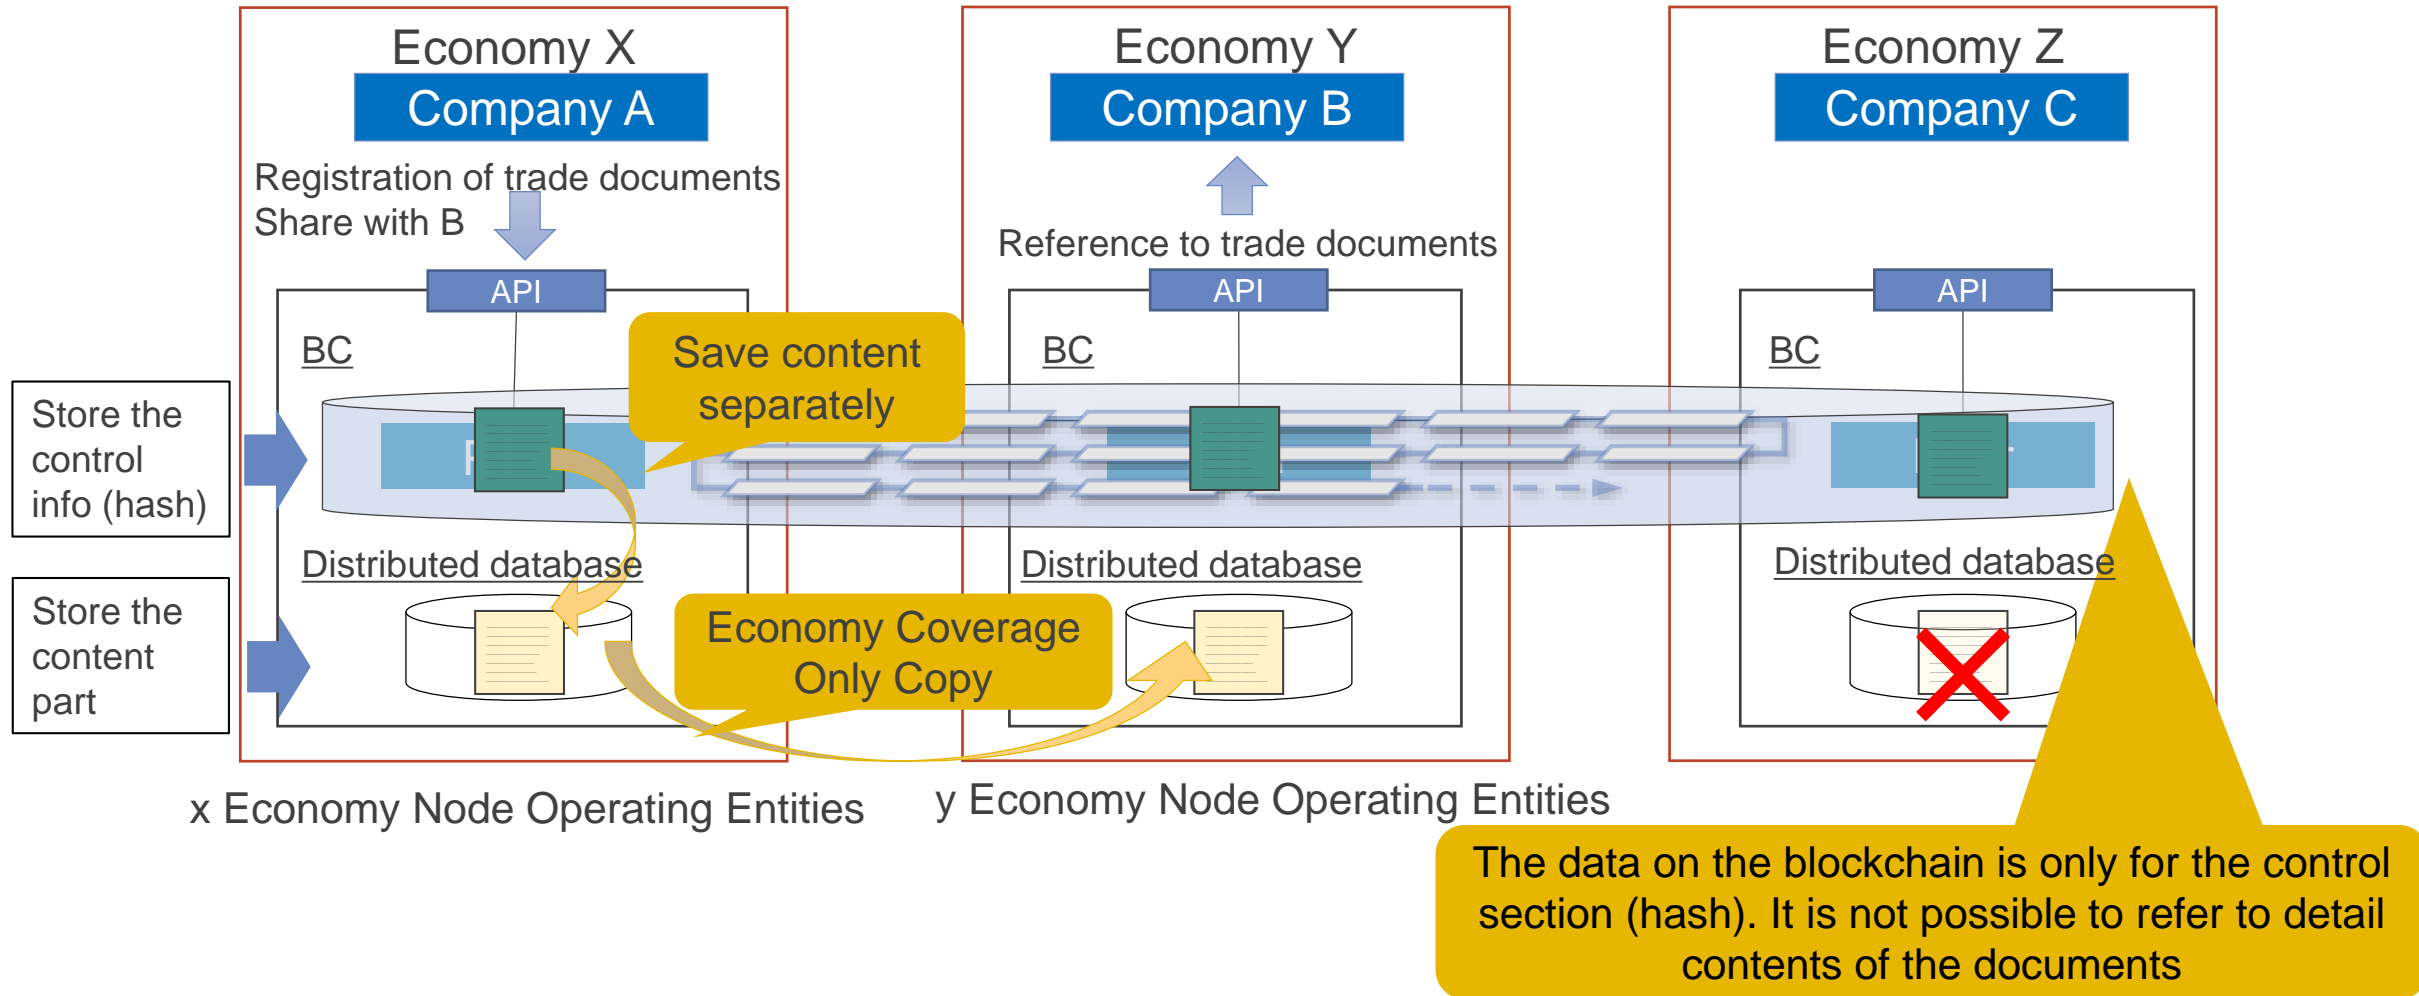 Economy X
Company A
Registration of trade documents
Share with B
API
BC
Economy Y
Company B
Reference to trade documents
API
BC
Economy Z
Company C
API
BC
Save content
separately
Store the
control
info (hash)
Distributed database
Distributed database
Distributed database
Store the
content
part
Economy Coverage
Only Copy
x Economy Node Operating Entities
y Economy Node Operating Entities
The data on the blockchain is only for the control
section (hash). It is not possible to refer to detail
contents of the documents